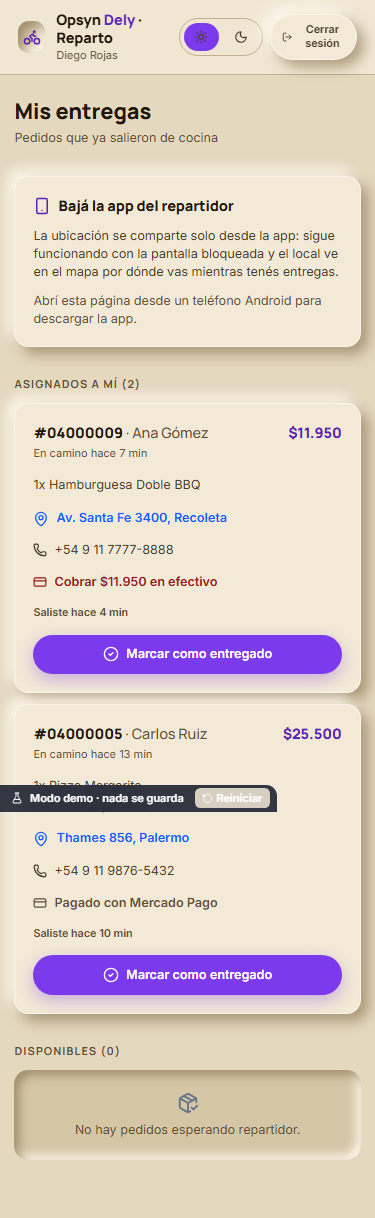 Opsyn Dely ·
Reparto
Diego Rojas
Cerrar
sesión
Mis entregas
Pedidos que ya salieron de cocina
Bajá la app del repartidor
La ubicación se comparte solo desde la app: sigue
funcionando con la pantalla bloqueada y el local ve
en el mapa por dónde vas mientras tenés entregas.
Abrí esta página desde un teléfono Android para
descargar la app.
ASIGNADOS A MÍ (2)
#04000009 · Ana Gómez $11.950
En camino hace 7 min
1x Hamburguesa Doble BBQ
Av. Santa Fe 3400, Recoleta
+54 9 11 7777-8888
Cobrar $11.950 en efectivo
Saliste hace 4 min
Marcar como entregado
#04000005 · Carlos Ruiz $25.500
En camino hace 13 min
Modo demo · nada se guarda Reiniciar
Thames 856, Palermo
+54 9 11 9876-5432
Pagado con Mercado Pago
Saliste hace 10 min
Marcar como entregado
DISPONIBLES (0)
No hay pedidos esperando repartidor.